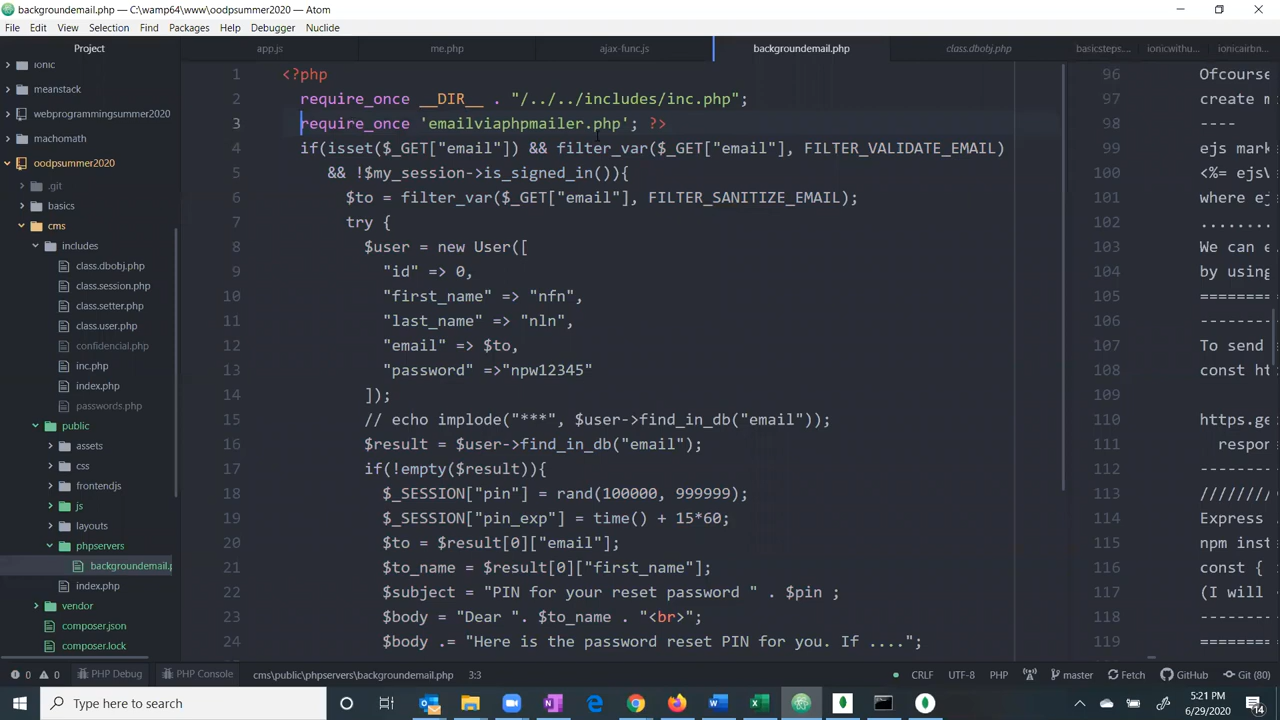 backgroundemail.php — C:\wamp64\www\oodpsummer2020 — Atom
File Edit View Selection Find Packages Help Debugger Nuclide
Project
app.js me.php ajax-func.js backgroundemail.php class.dbobj.php basicsteps.... ionicwithu... ionicairbn...
ionic
meanstack
webprogrammingsummer2020
machomath
oodpsummer2020
.git
basics
cms
includes
class.dbobj.php
class.session.php
class.setter.php
class.user.php
confidencial.php
inc.php
index.php
passwords.php
public
assets
css
frontendjs
js
layouts
phpservers
backgroundemail.p
index.php
vendor
composer.json
composer.lock
1 <?php
2 require_once __DIR__ . "/../../includes/inc.php";
3 require_once 'emailviaphpmailer.php'; ?>
4 if(isset($_GET["email"]) && filter_var($_GET["email"], FILTER_VALIDATE_EMAIL)
5 && !$my_session->is_signed_in()){
6 $to = filter_var($_GET["email"], FILTER_SANITIZE_EMAIL);
7 try {
8 $user = new User([
9 "id" => 0,
10 "first_name" => "nfn",
11 "last_name" => "nln",
12 "email" => $to,
13 "password" =>"npw12345"
14 ]);
15 // echo implode("***", $user->find_in_db("email"));
16 $result = $user->find_in_db("email");
17 if(!empty($result)){
18 $_SESSION["pin"] = rand(100000, 999999);
19 $_SESSION["pin_exp"] = time() + 15*60;
20 $to = $result[0]["email"];
21 $to_name = $result[0]["first_name"];
22 $subject = "PIN for your reset password " . $pin ;
23 $body = "Dear ". $to_name . "<br>";
24 $body .= "Here is the password reset PIN for you. If ....";
96 Ofcourse
97 create m
98 ----
99 ejs mark
100 <%= ejsV
101 where ej
102 ........
103 We can e
104 by using
105 ========
106 --------
107 To send
108 const ht
109
110 https.ge
111 respon
112 --------
113 ////////
114 Express
115 npm inst
116 const {
117 (I will
118 ========
119 --------
0 0 PHP Debug PHP Console cms\public\phpservers\backgroundemail.php 3:3 CRLF UTF-8 PHP master Fetch GitHub Git (80)
Type here to search
5:21 PM
6/29/2020
14